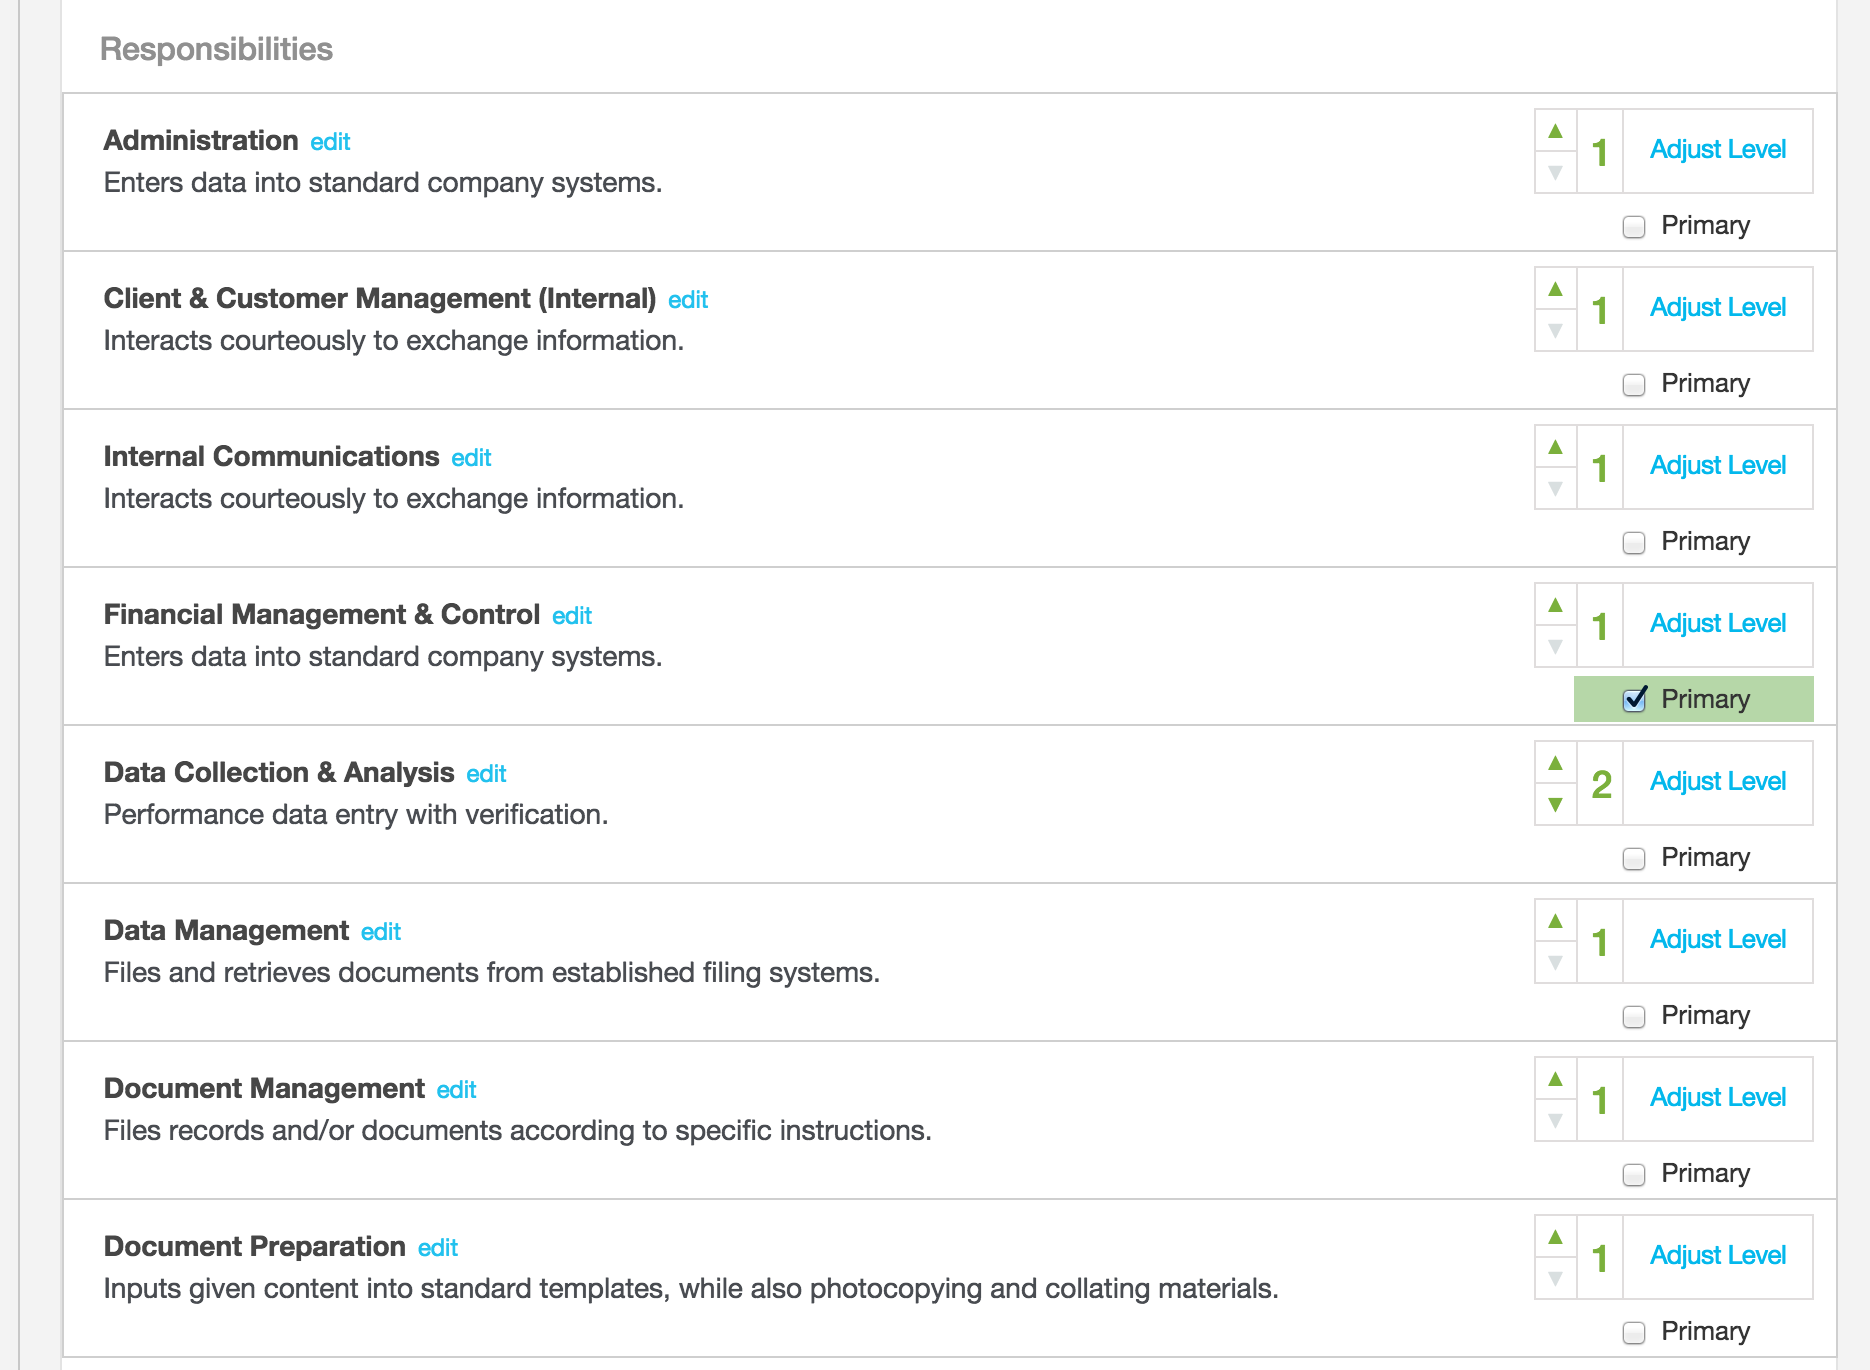 Responsibilities
Administration edit
Enters data into standard company systems.
1 Adjust Level
Primary
Client & Customer Management (Internal) edit
Interacts courteously to exchange information.
1 Adjust Level
Primary
Internal Communications edit
Interacts courteously to exchange information.
1 Adjust Level
Primary
Financial Management & Control edit
Enters data into standard company systems.
1 Adjust Level
Primary
Data Collection & Analysis edit
Performance data entry with verification.
2 Adjust Level
Primary
Data Management edit
Files and retrieves documents from established filing systems.
1 Adjust Level
Primary
Document Management edit
Files records and/or documents according to specific instructions.
1 Adjust Level
Primary
Document Preparation edit
Inputs given content into standard templates, while also photocopying and collating materials.
1 Adjust Level
Primary